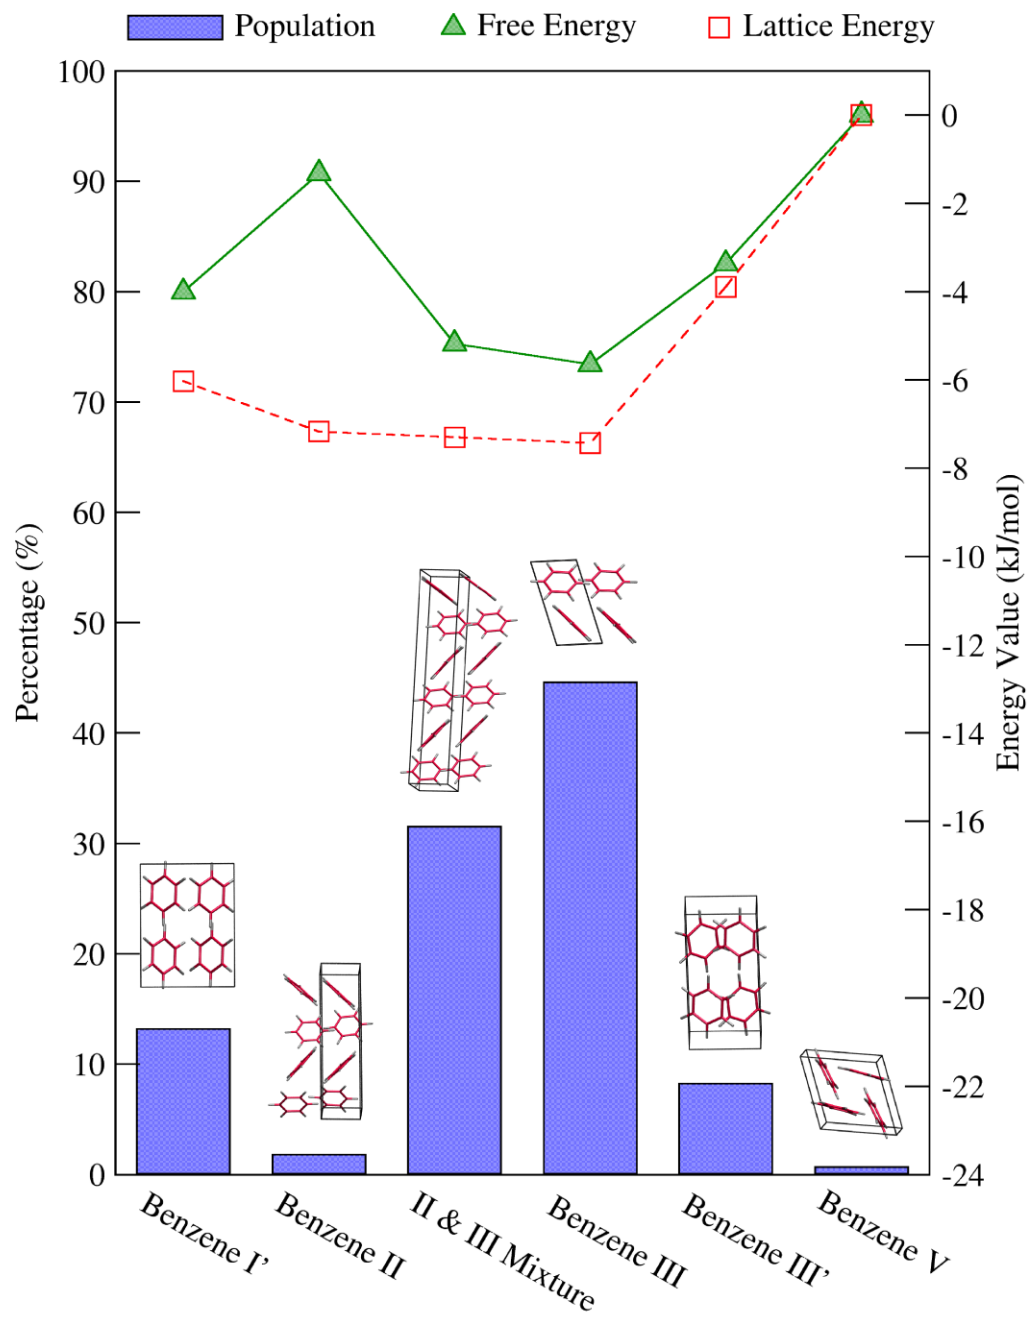 Population Free Energy Lattice Energy
100
90
80
70
60
50
40
30
20
10
0
Percentage (%)
0
-2
-4
-6
-8
-10
-12
-14
-16
-18
-20
-22
-24
Energy Value (kJ/mol)
Benzene I’
Benzene II
II & III Mixture
Benzene III
Benzene III’
Benzene V